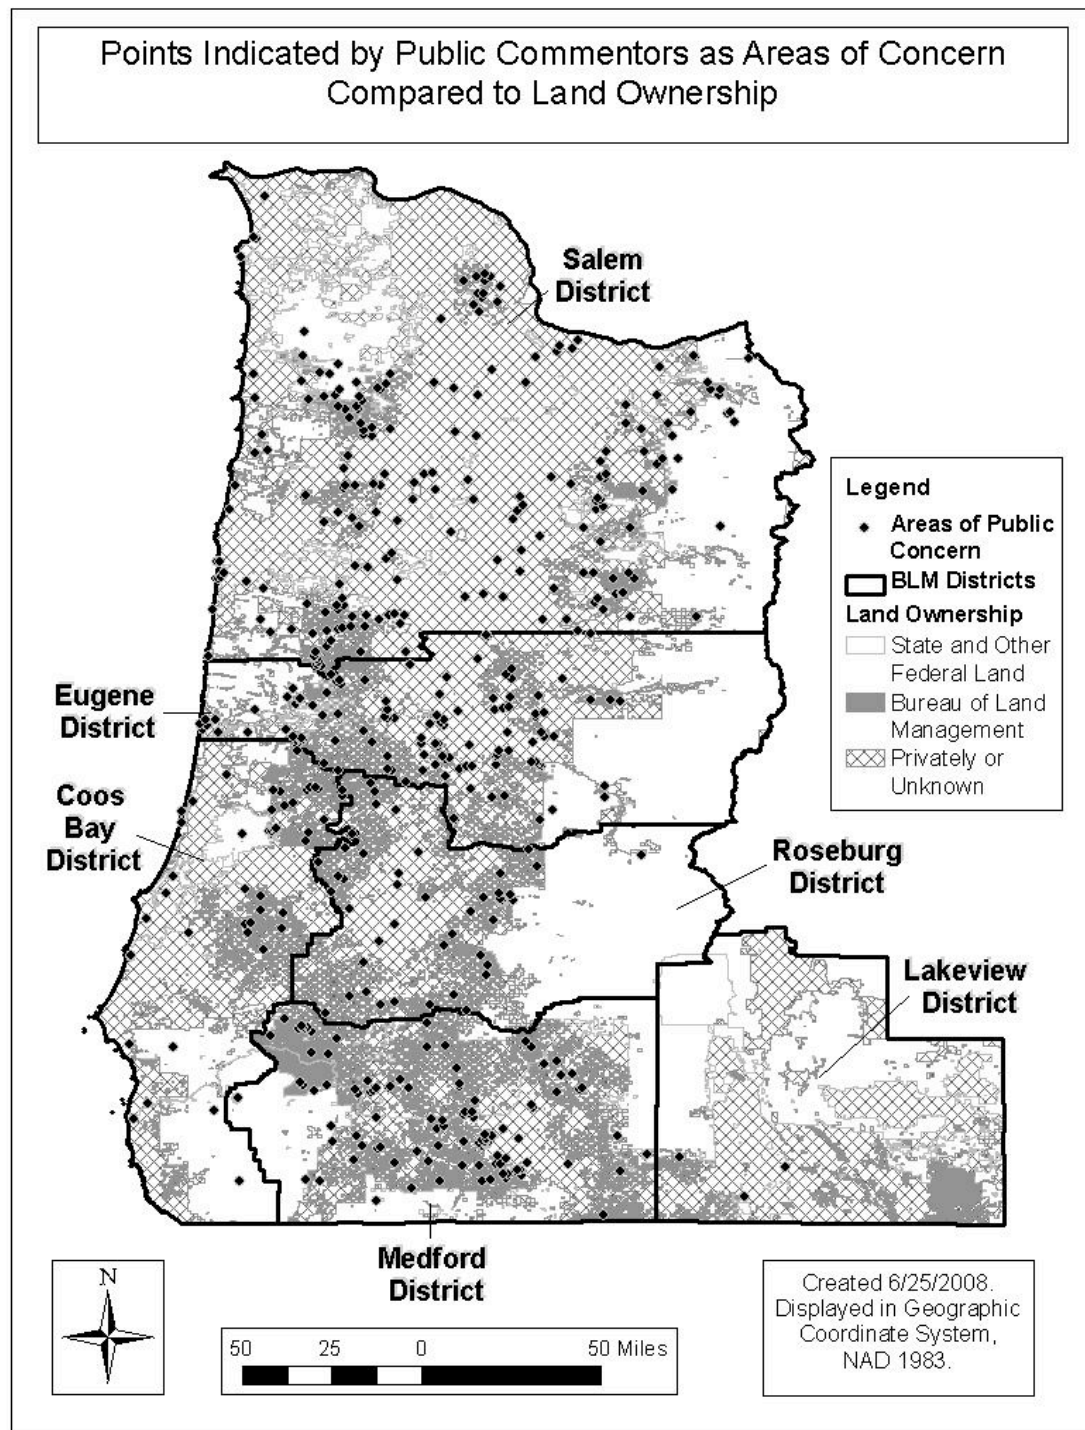 Points Indicated by Public Commentors as Areas of Concern
Compared to Land Ownership
Salem
District
Legend
Areas of Public
Concern
BLM Districts
Land Ownership
State and Other
Federal Land
Bureau of Land
Management
Privately or
Unknown
Eugene
District
Coos
Bay
District
Roseburg
District
Lakeview
District
Medford
District
N
50 25 0 50 Miles
Created 6/25/2008.
Displayed in Geographic
Coordinate System,
NAD 1983.